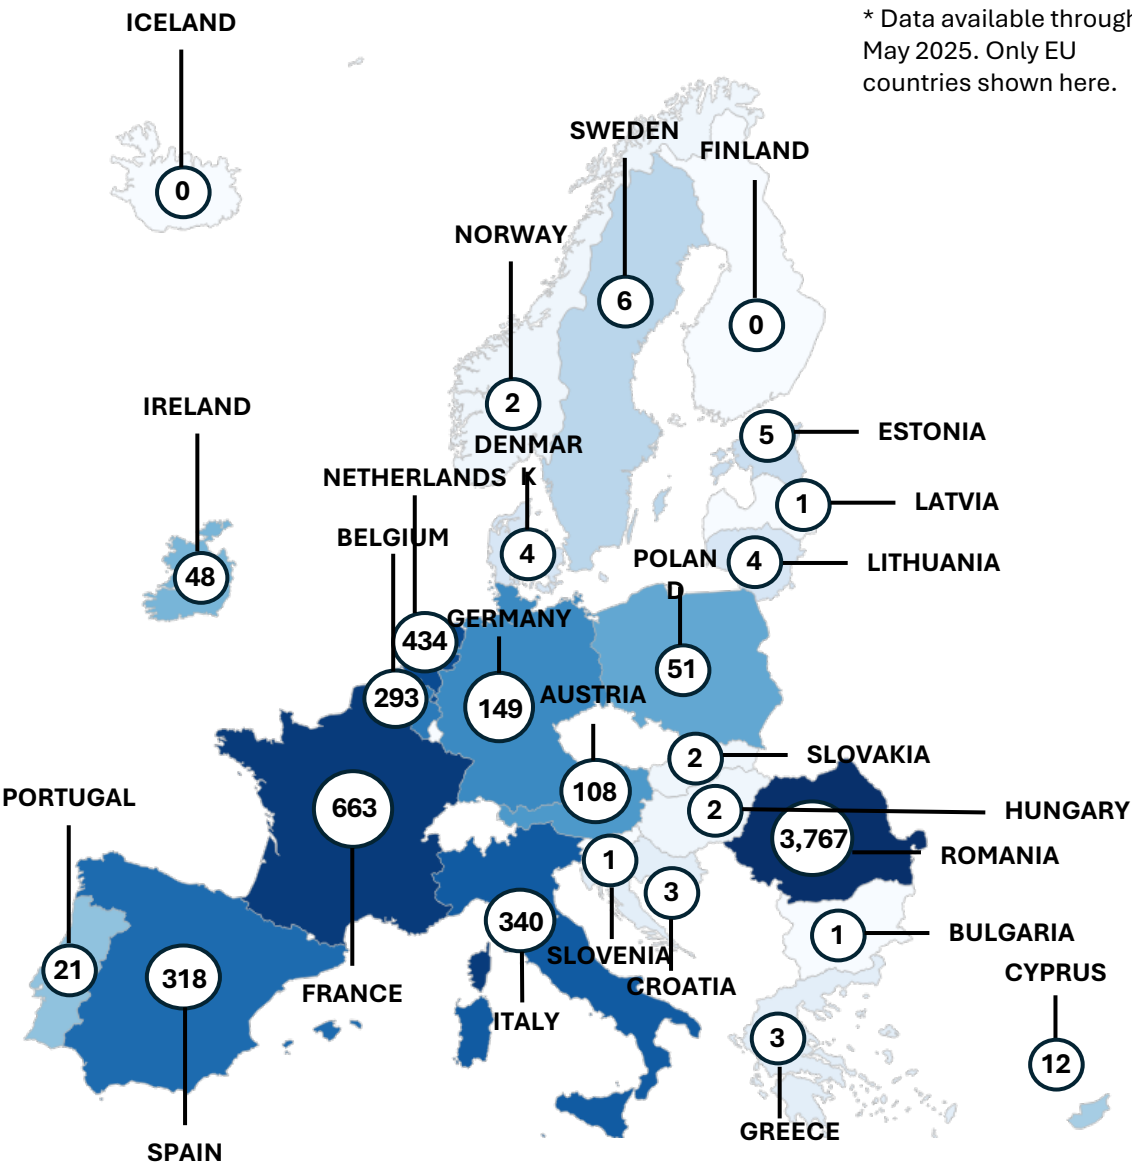 ICELAND
* Data available through
May 2025. Only EU
countries shown here.
SWEDEN
FINLAND
0
NORWAY
6
0
2
IRELAND
DENMAR
K
5
ESTONIA
NETHERLANDS
1
LATVIA
BELGIUM
4
POLAN
D
4
LITHUANIA
48
GERMANY
434
51
293
149
AUSTRIA
2
SLOVAKIA
108
PORTUGAL
663
2
HUNGARY
3,767
ROMANIA
1
3
340
1
BULGARIA
SLOVENIA
21
318
CROATIA
CYPRUS
FRANCE
ITALY
3
12
GREECE
SPAIN